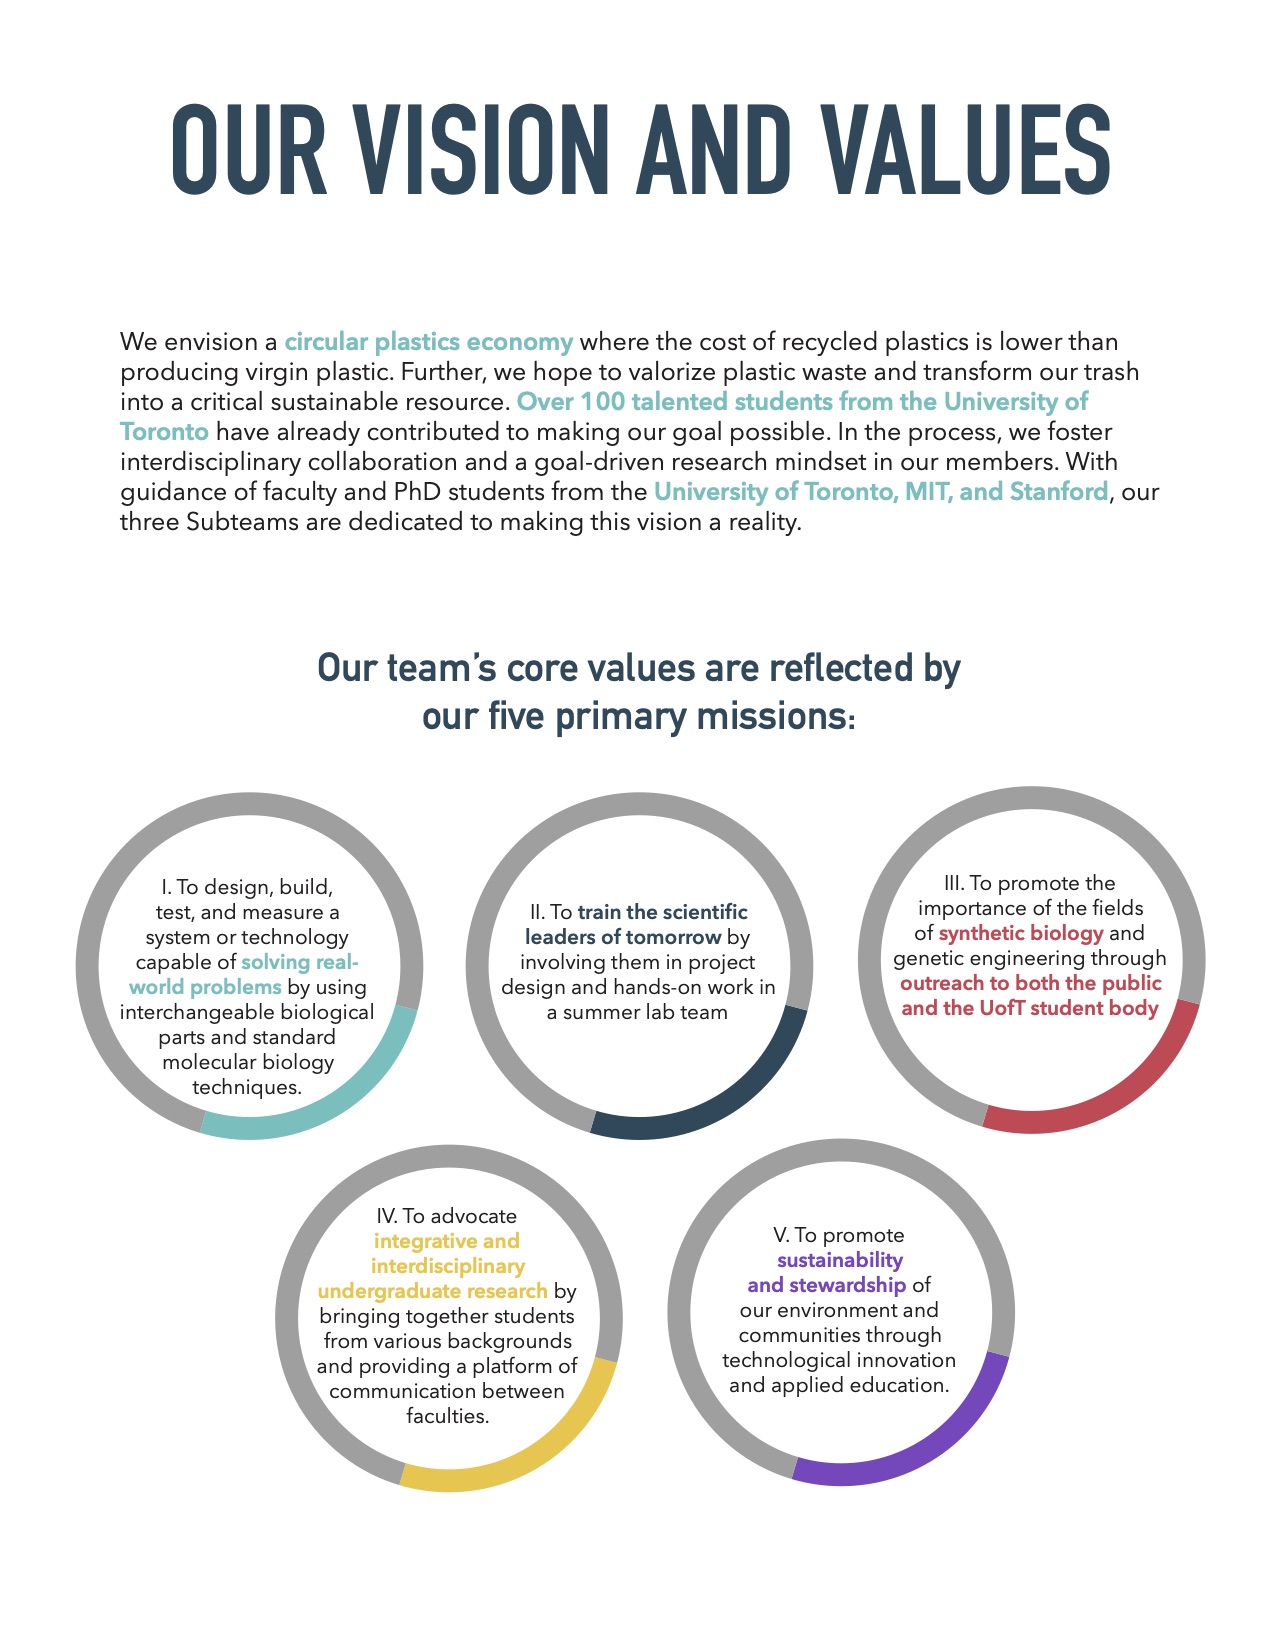 OUR VISION AND VALUES
We envision a circular plastics economy where the cost of recycled plastics is lower than
producing virgin plastic. Further, we hope to valorize plastic waste and transform our trash
into a critical sustainable resource. Over 100 talented students from the University of
Toronto have already contributed to making our goal possible. In the process, we foster
interdisciplinary collaboration and a goal-driven research mindset in our members. With
guidance of faculty and PhD students from the University of Toronto, MIT, and Stanford, our
three Subteams are dedicated to making this vision a reality.
Our team’s core values are reflected by
our five primary missions:
I. To design, build,
test, and measure a
system or technology
capable of solving real-
world problems by using
interchangeable biological
parts and standard
molecular biology
techniques.
II. To train the scientific
leaders of tomorrow by
involving them in project
design and hands-on work in
a summer lab team
III. To promote the
importance of the fields
of synthetic biology and
genetic engineering through
outreach to both the public
and the UofT student body
IV. To advocate
integrative and
interdisciplinary
undergraduate research by
bringing together students
from various backgrounds
and providing a platform of
communication between
faculties.
V. To promote
sustainability
and stewardship of
our environment and
communities through
technological innovation
and applied education.